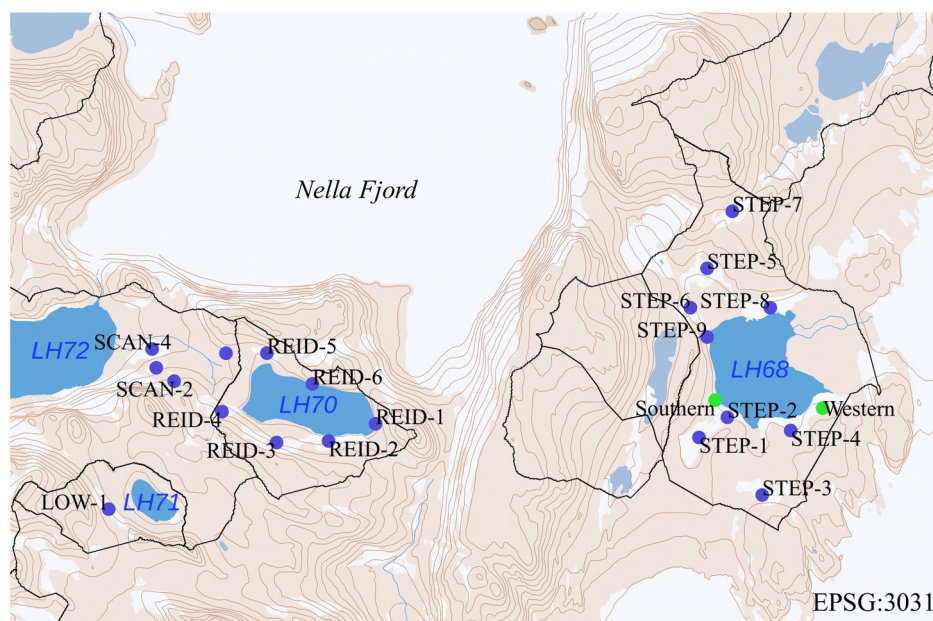 Nella Fjord
STEP-7
STEP-5
STEP-6
STEP-8
STEP-9
SCAN-4
LH72
REID-5
LH68
SCAN-2
REID-6
LH70
Southern
STEP-2
Western
REID-4
REID-1
STEP-1
STEP-4
REID-3
REID-2
STEP-3
LOW-1
LH71
EPSG:3031